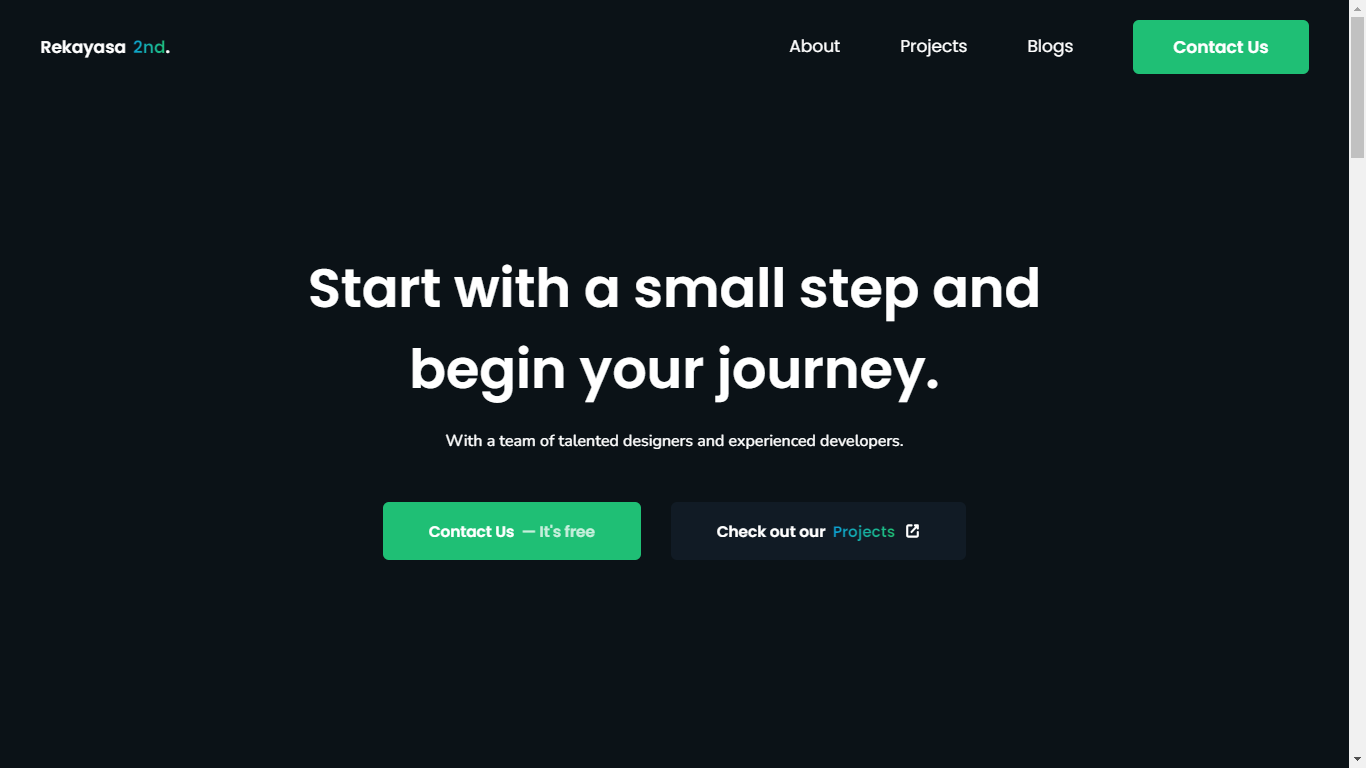 Rekayasa 2nd.
About
Projects
Blogs
Contact Us
Start with a small step and
begin your journey.
With a team of talented designers and experienced developers.
Contact Us — It's free
Check out our Projects